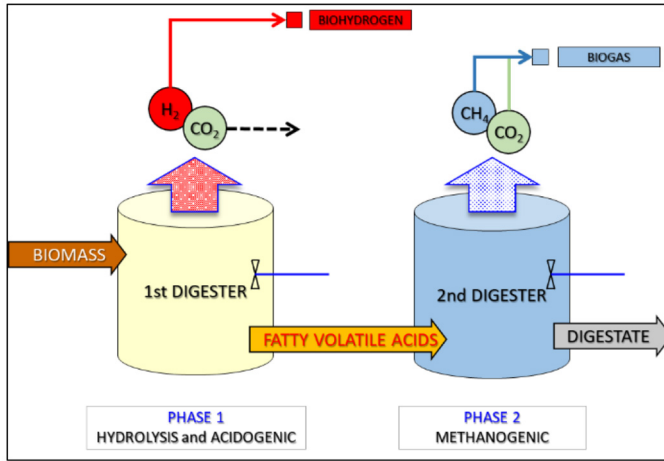 BIOHYDROGEN
BIOGAS
H2
CO2
CH4
CO2
BIOMASS
1st DIGESTER
2nd DIGESTER
FATTY VOLATILE ACIDS
DIGESTATE
PHASE 1
HYDROLYSIS and ACIDOGENIC
PHASE 2
METHANOGENIC